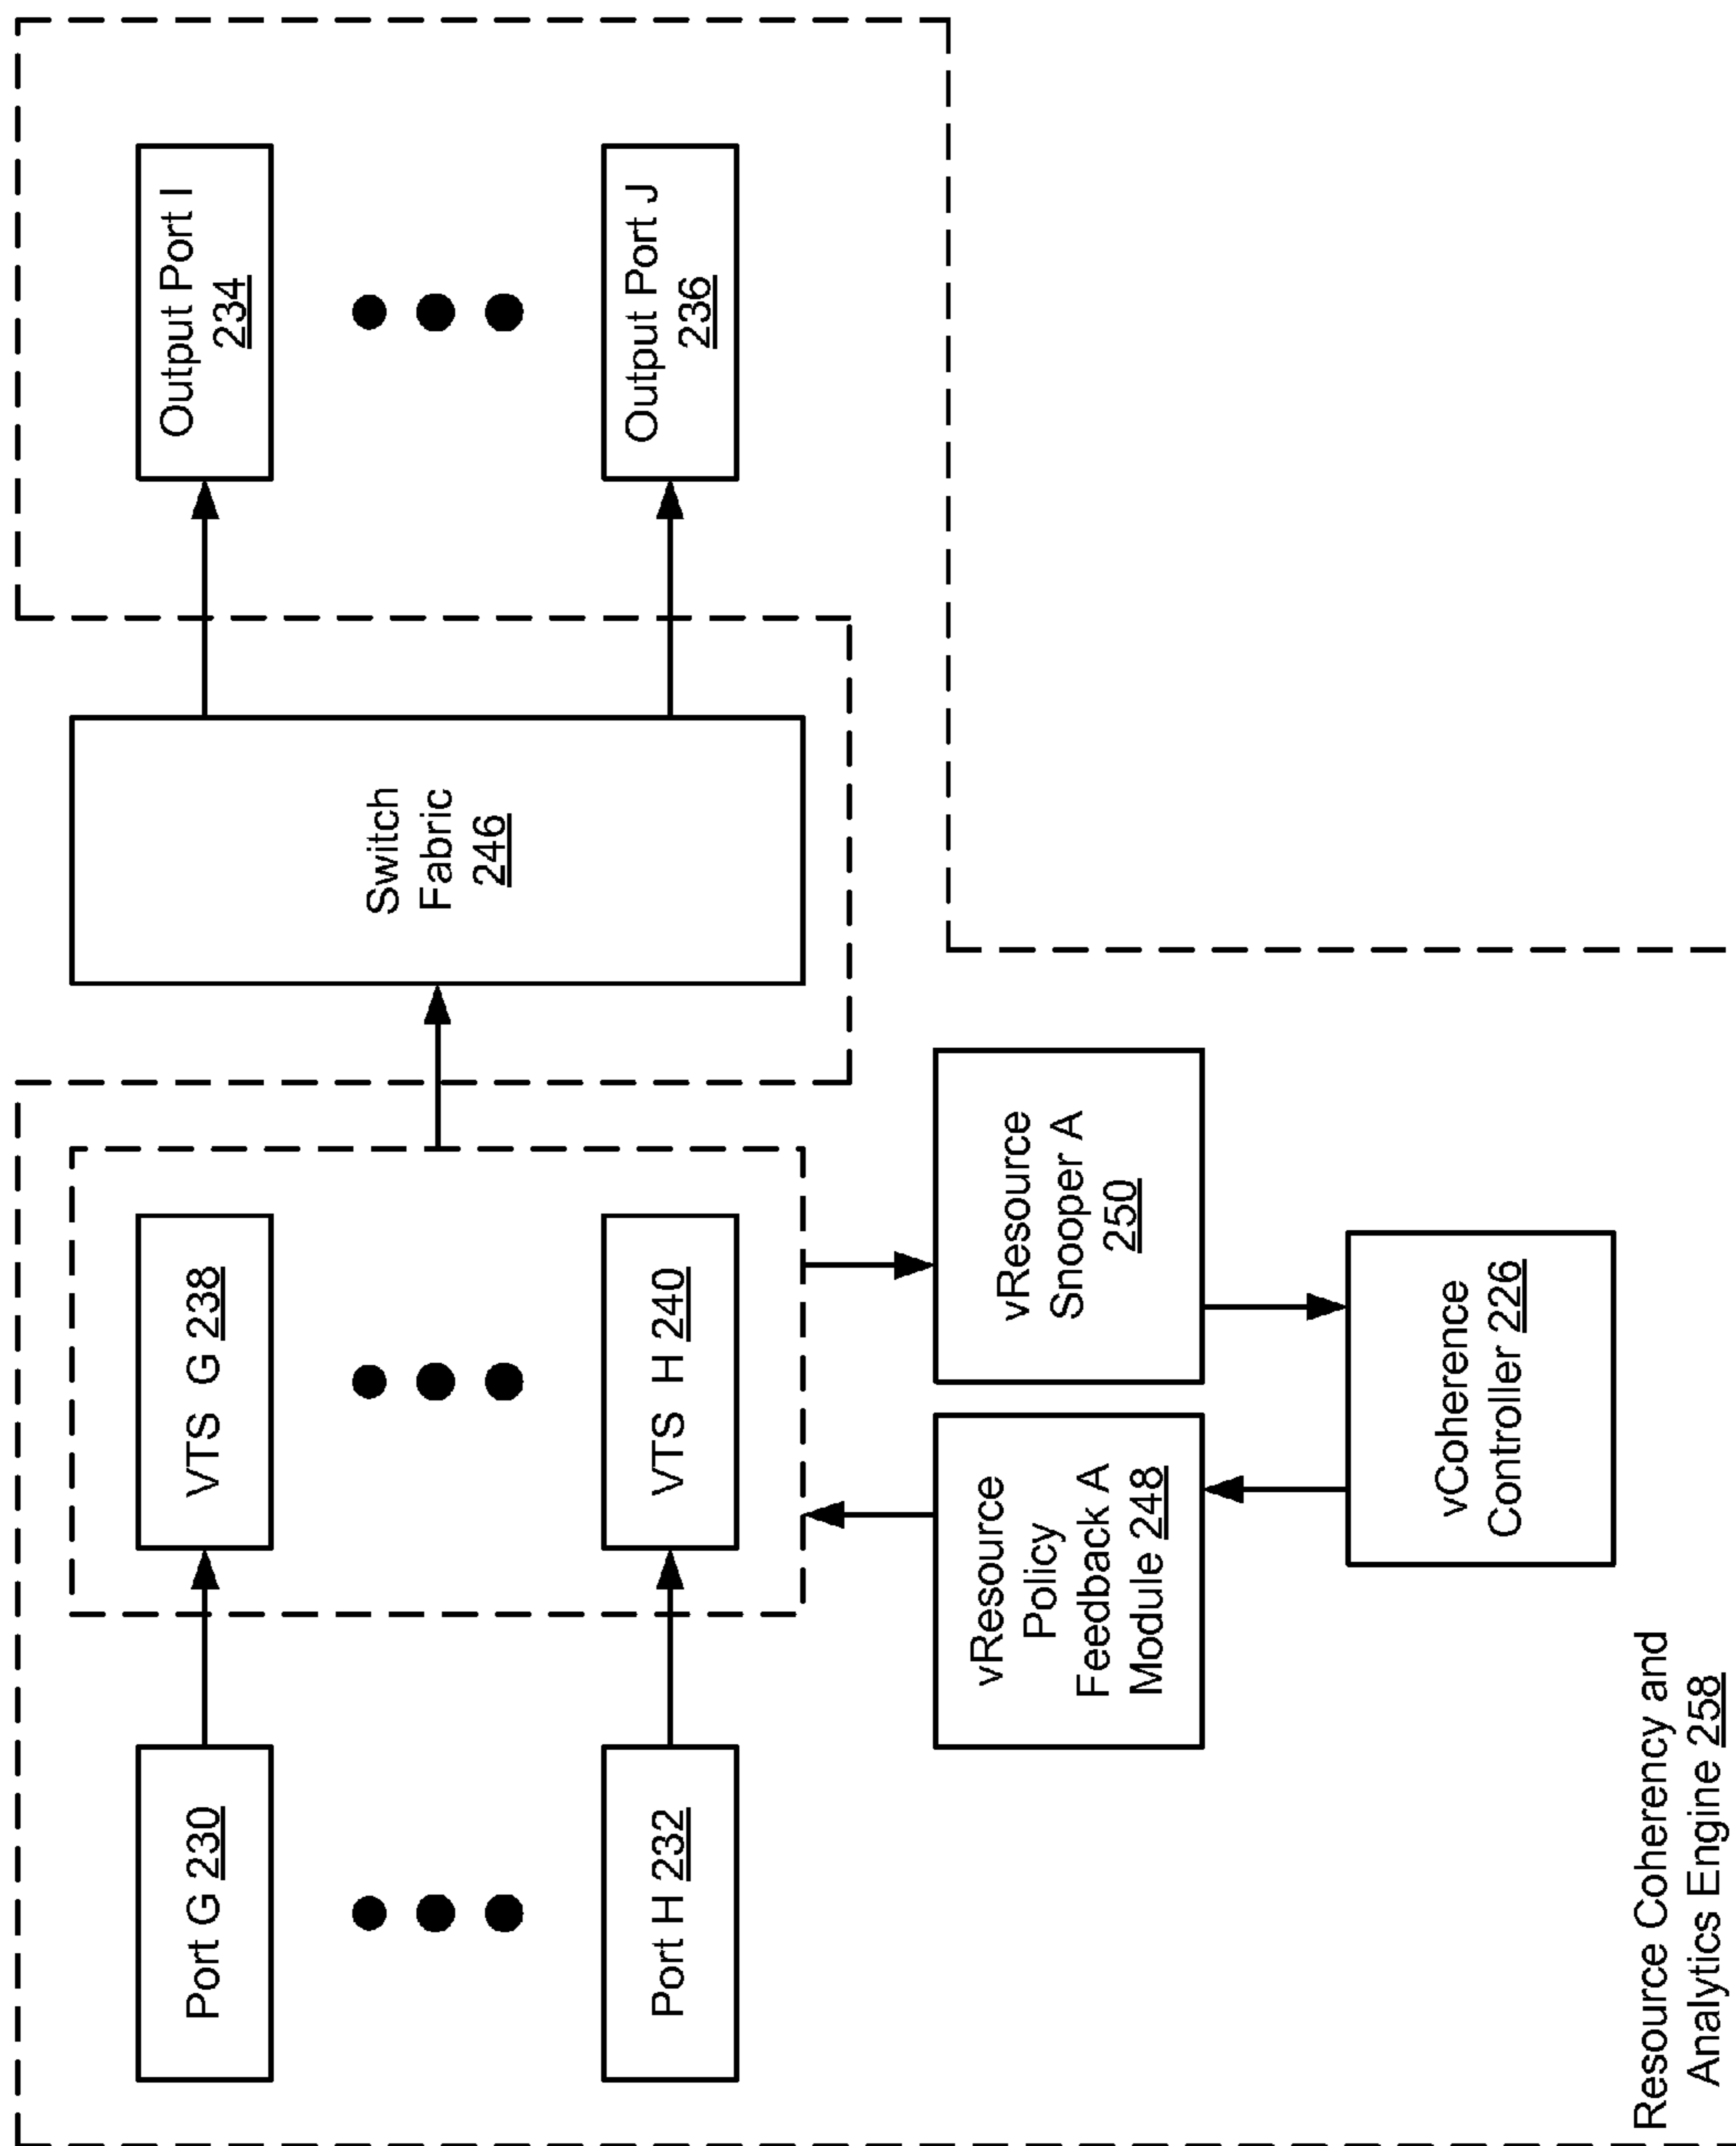 Port G 230
VTS G 238
Switch
Fabric
246
Output Port I
234
Port H 232
VTS H 240
Output Port J
236
vResource
Policy
Feedback A
Module 248
vResource
Snooper A
250
vCoherence
Controller 226
Resource Coherency and
Analytics Engine 258